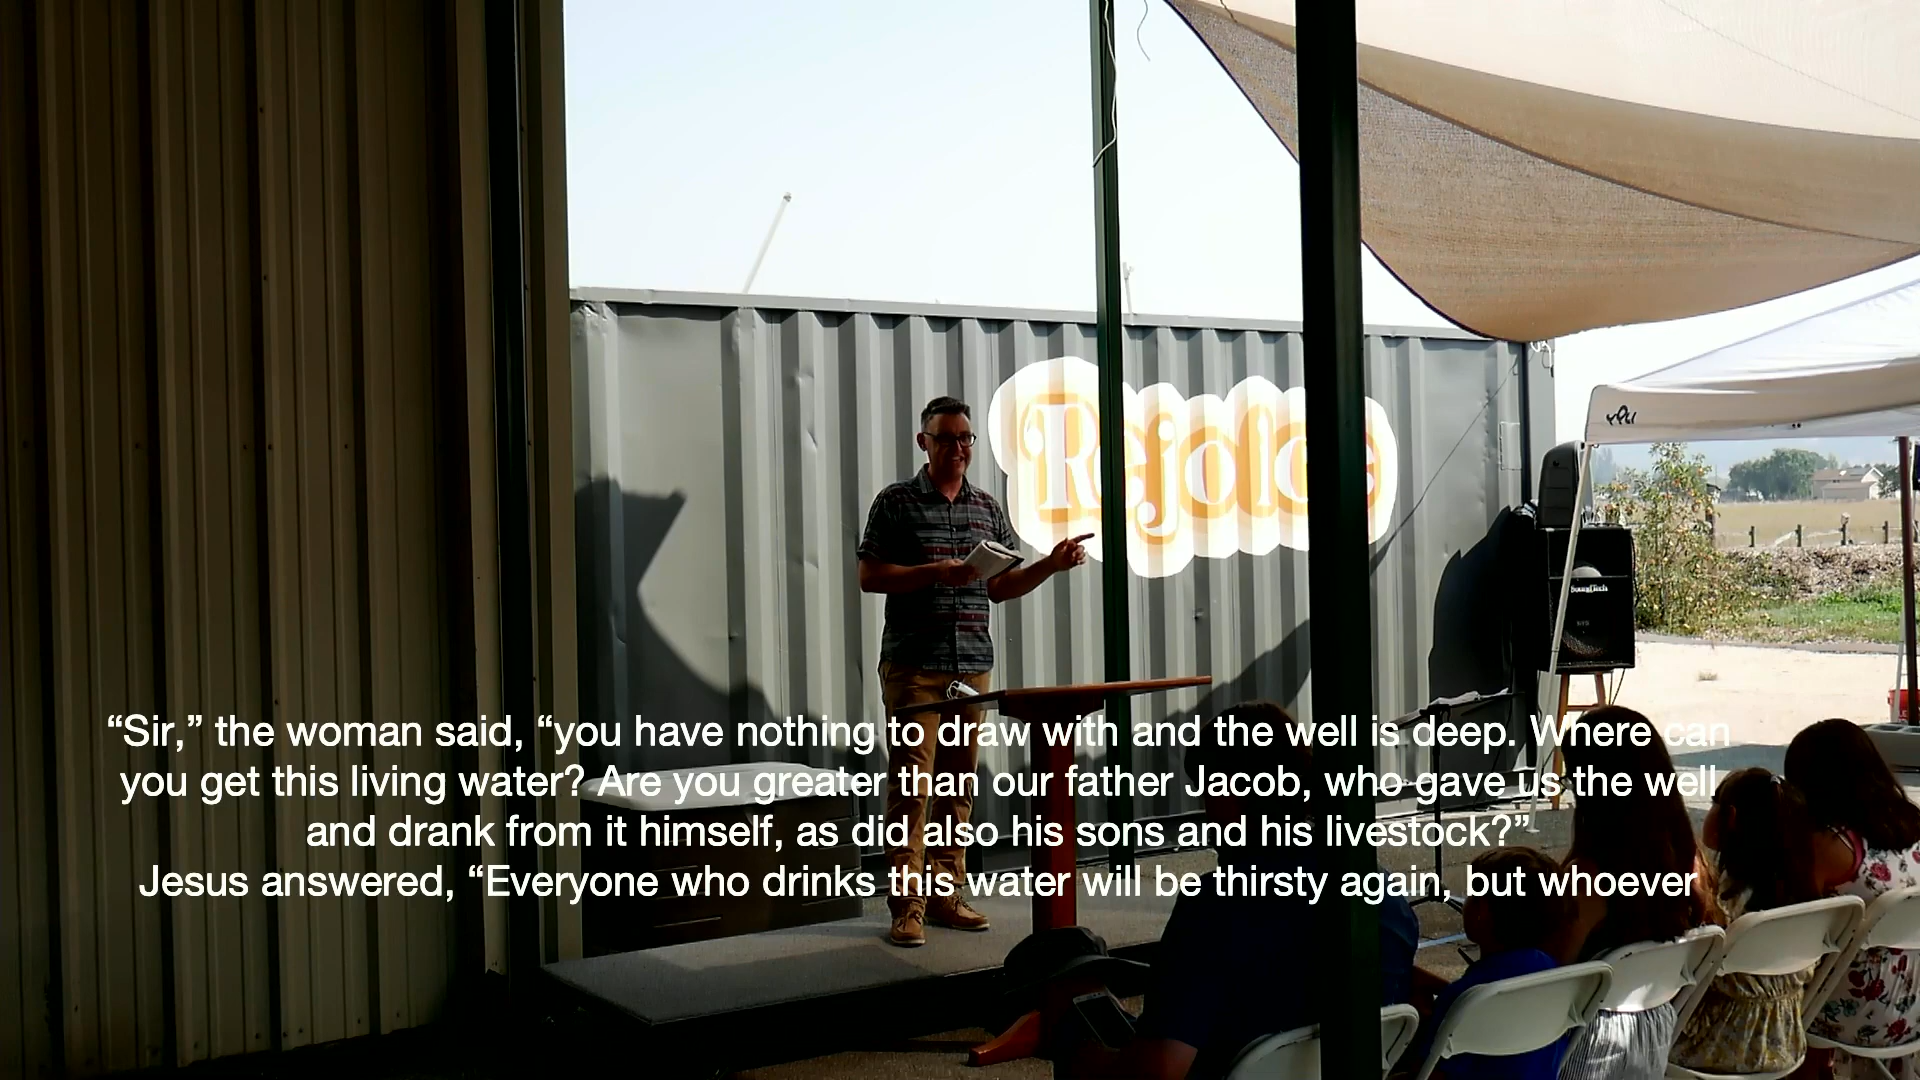 Rejoice
SoundTech
“Sir,” the woman said, “you have nothing to draw with and the well is deep. Where can
you get this living water? Are you greater than our father Jacob, who gave us the well
and drank from it himself, as did also his sons and his livestock?”
Jesus answered, “Everyone who drinks this water will be thirsty again, but whoever